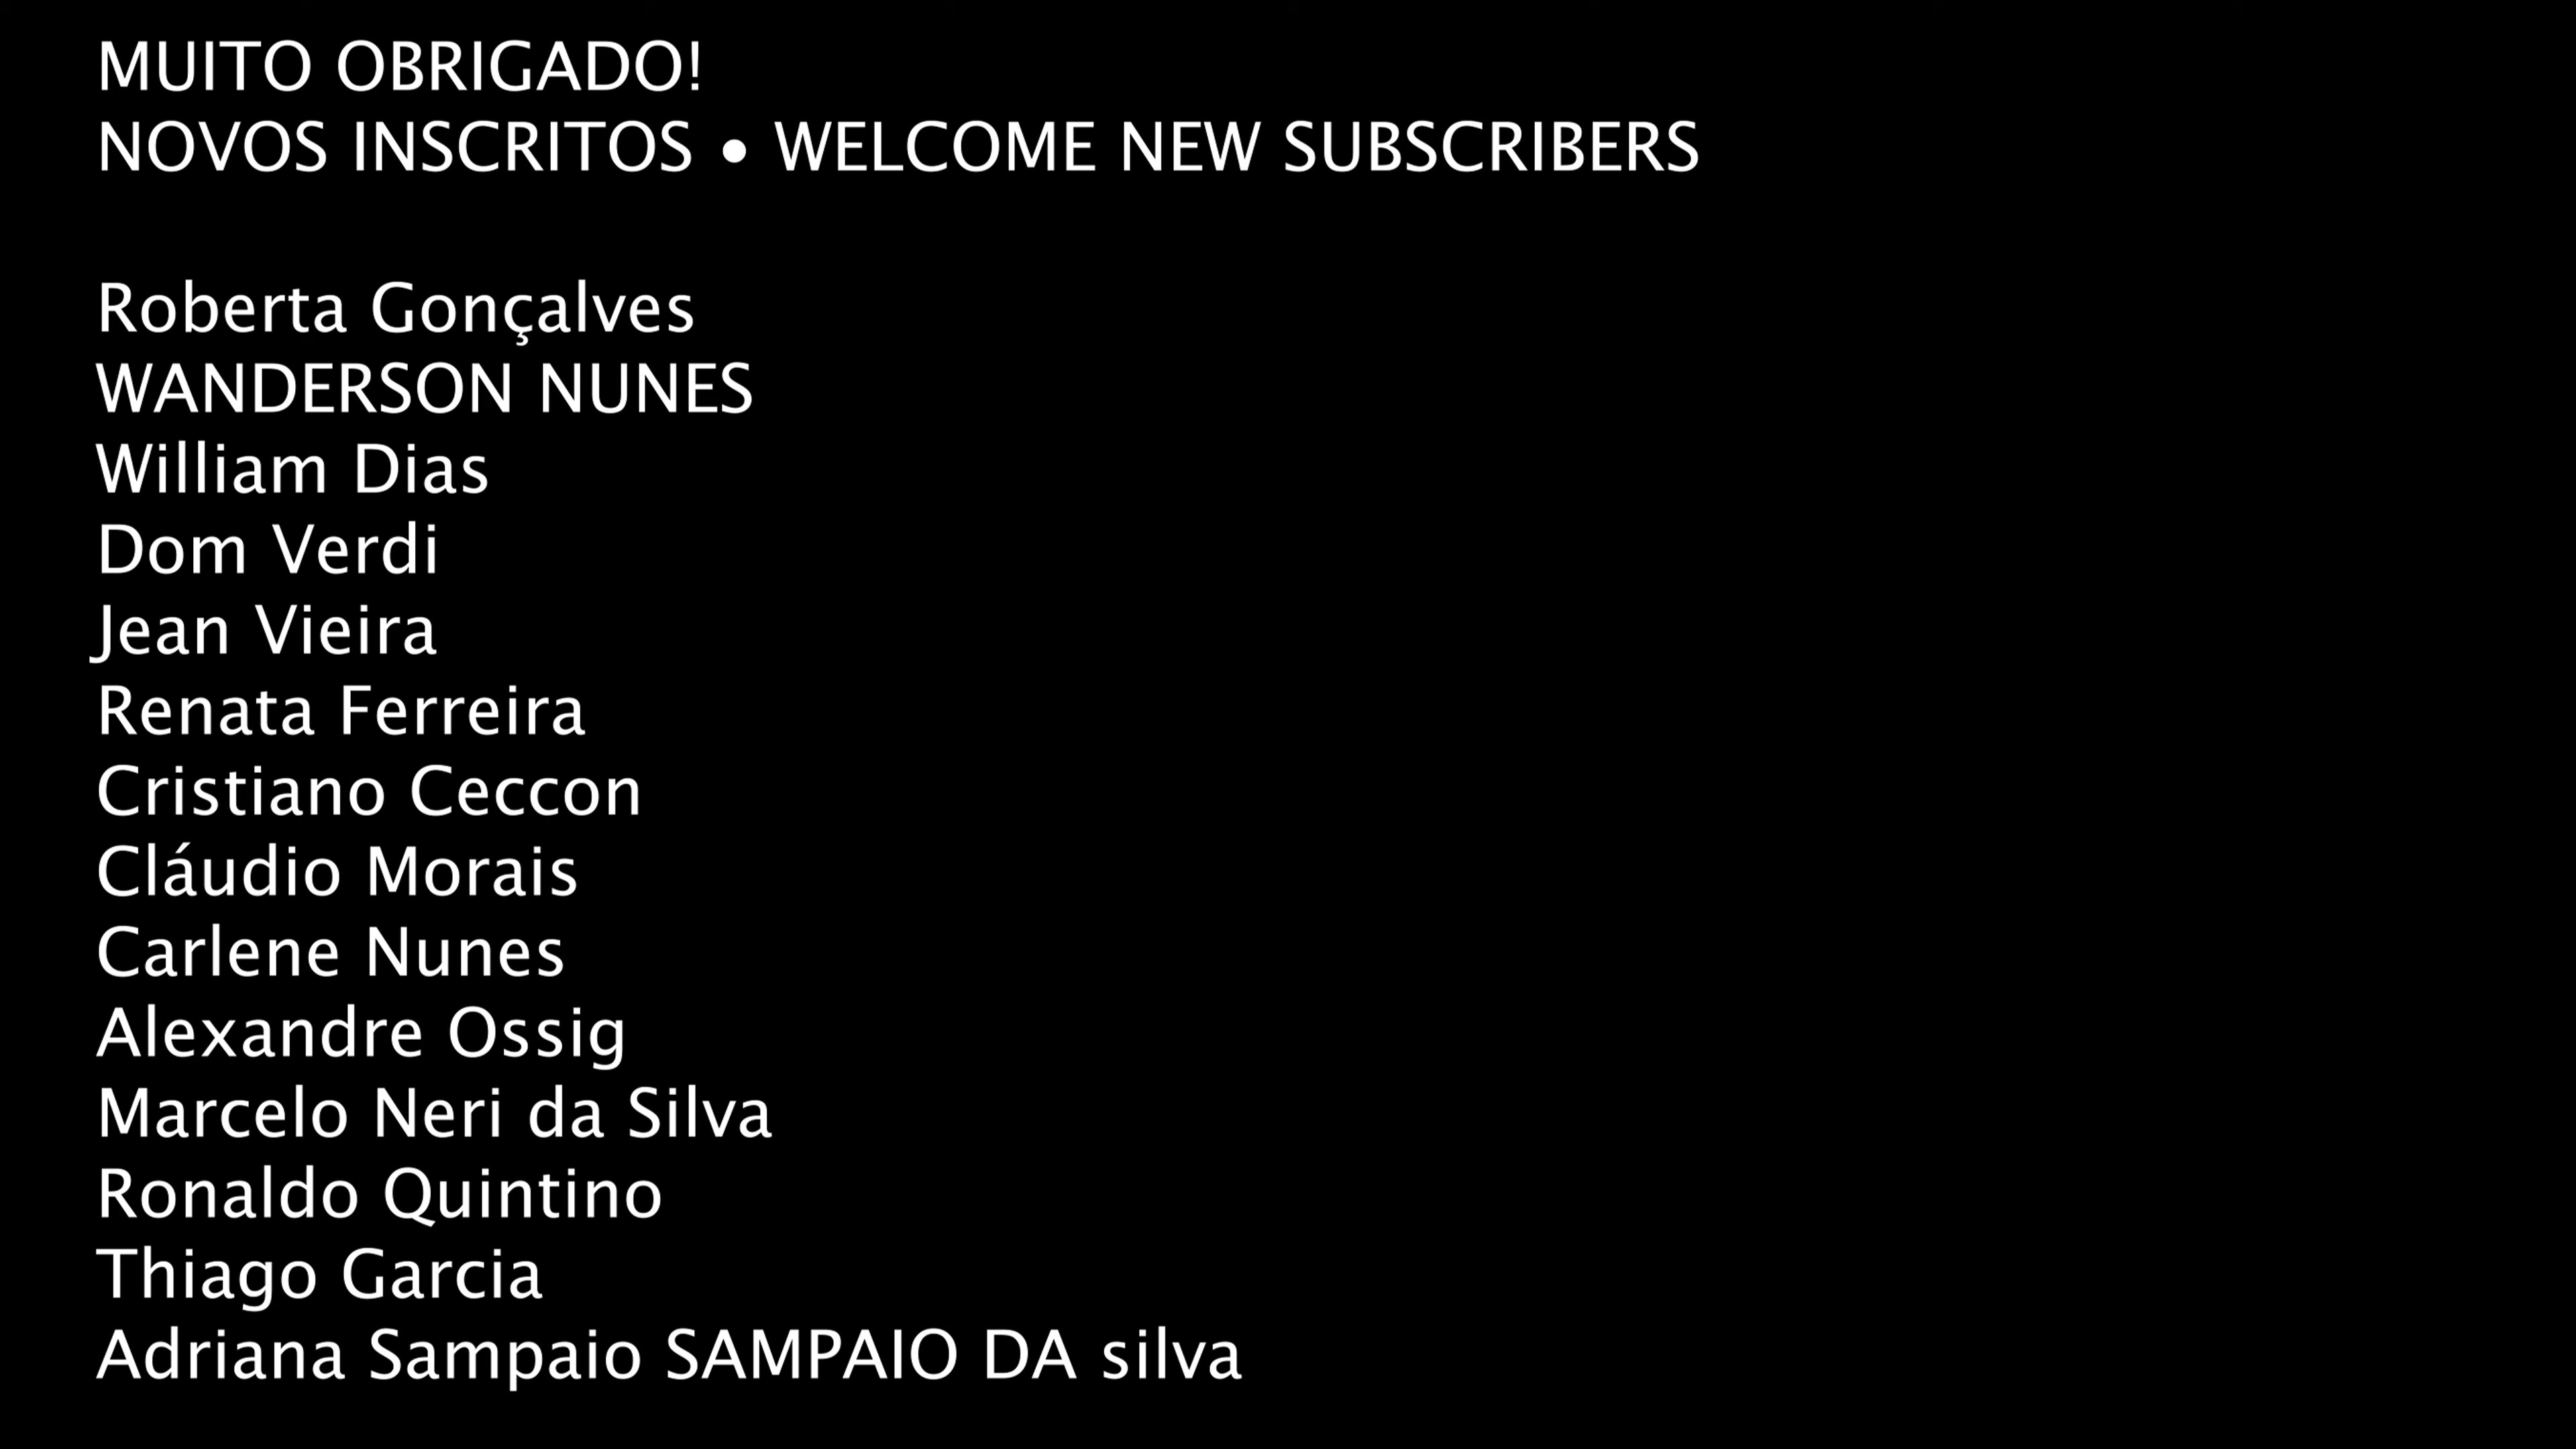 MUITO OBRIGADO!
NOVOS INSCRITOS • WELCOME NEW SUBSCRIBERS
Roberta Gonçalves
WANDERSON NUNES
William Dias
Dom Verdi
Jean Vieira
Renata Ferreira
Cristiano Ceccon
Cláudio Morais
Carlene Nunes
Alexandre Ossig
Marcelo Neri da Silva
Ronaldo Quintino
Thiago Garcia
Adriana Sampaio SAMPAIO DA silva